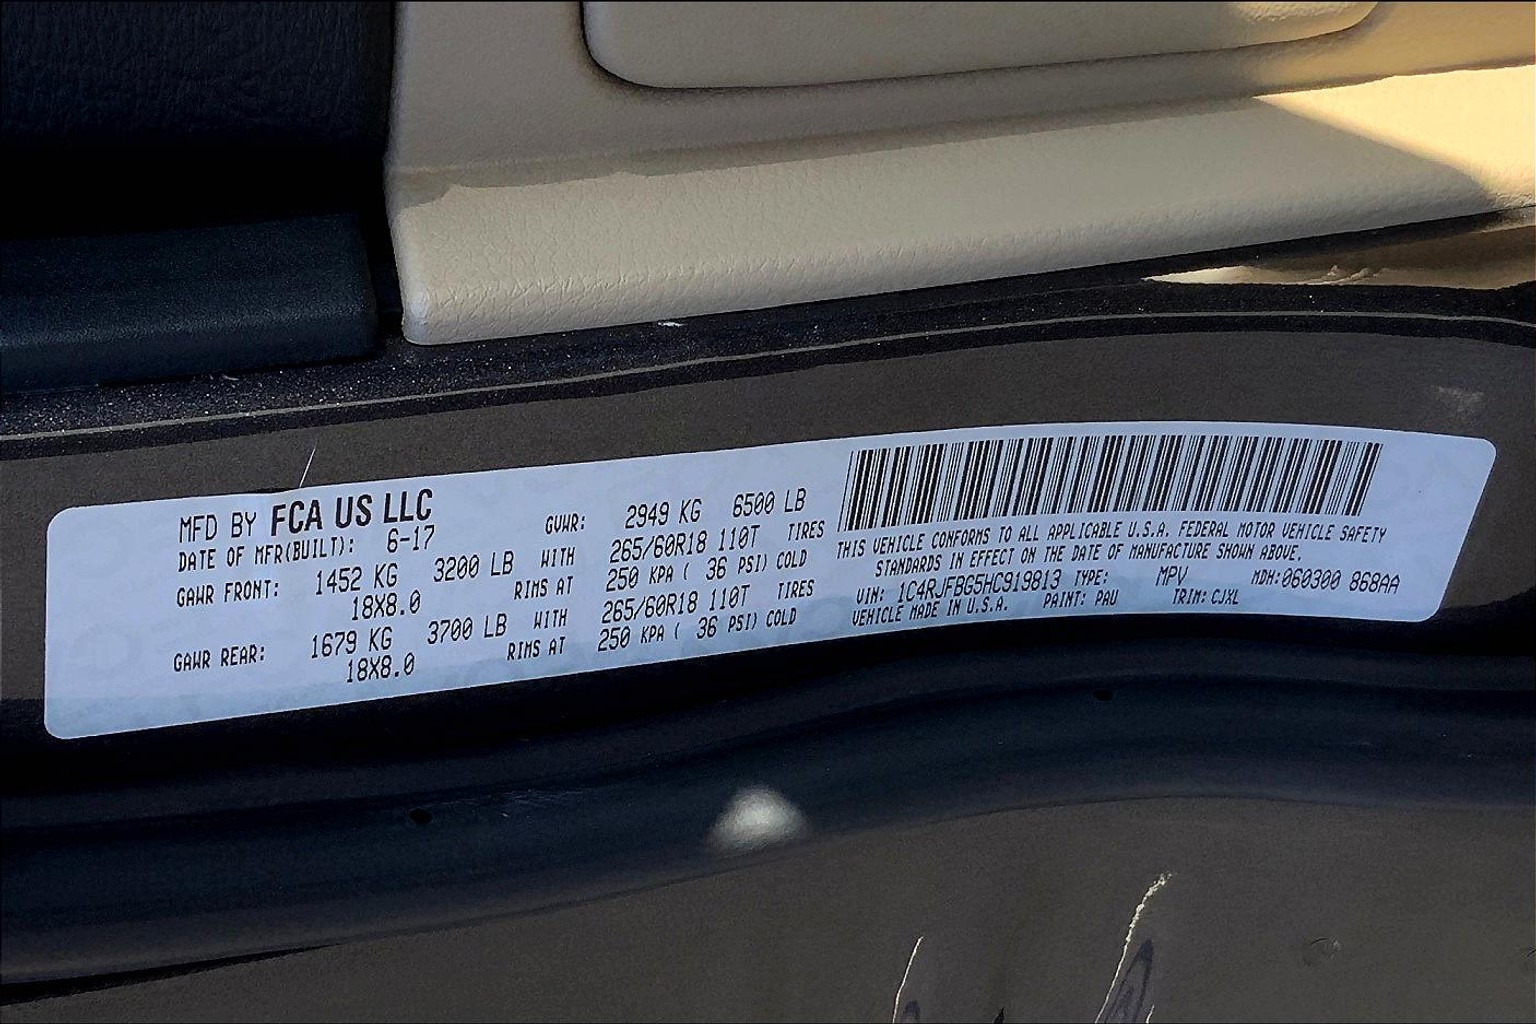 MFD BY FCA US LLC
DATE OF MFR(BUILT): 6-17
GVWR: 2949 KG 6500 LB
GAWR FRONT: 1452 KG 3200 LB WITH 265/60R18 110T TIRES
18X8.0 RIMS AT 250 KPA ( 36 PSI) COLD
GAWR REAR: 1679 KG 3700 LB WITH 265/60R18 110T TIRES
18X8.0 RIMS AT 250 KPA ( 36 PSI) COLD
THIS VEHICLE CONFORMS TO ALL APPLICABLE U.S.A. FEDERAL MOTOR VEHICLE SAFETY
STANDARDS IN EFFECT ON THE DATE OF MANUFACTURE SHOWN ABOVE.
VIN: 1C4RJFBG5HC919813 TYPE: MPV MDH:060300 868AA
VEHICLE MADE IN U.S.A. PAINT: PAU TRIM: CJXL